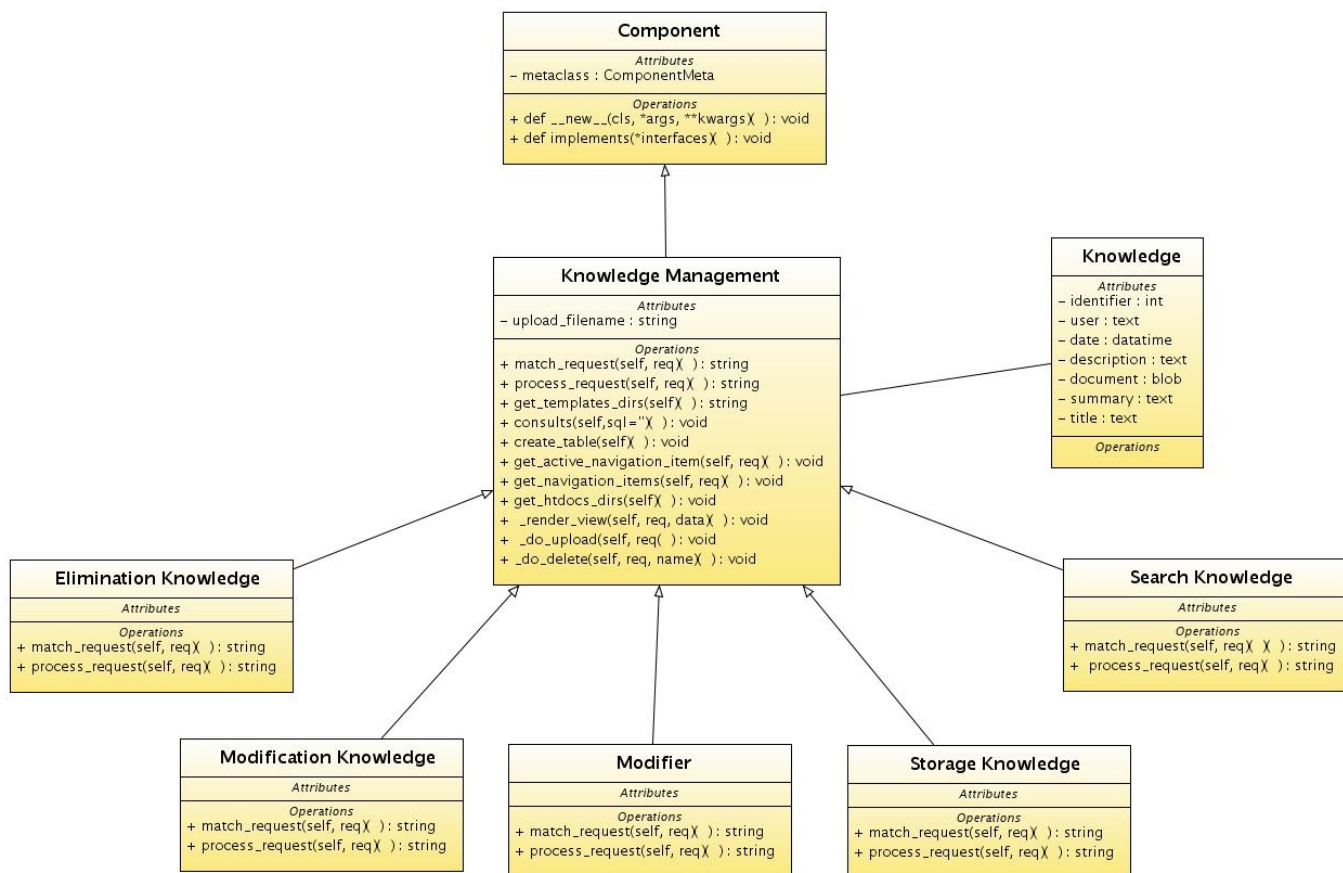 Component
Attributes
– metaclass : ComponentMeta
Operations
+ def __new__(cls, *args, **kwargs)( ) : void
+ def implements(*interfaces)( ) : void
Knowledge Management
Attributes
– upload_filename : string
Operations
+ match_request(self, req)( ) : string
+ process_request(self, req)( ) : string
+ get_templates_dirs(self)( ) : string
+ consults(self,sql='')( ) : void
+ create_table(self)( ) : void
+ get_active_navigation_item(self, req)( ) : void
+ get_navigation_items(self, req)( ) : void
+ get_htdocs_dirs(self)( ) : void
+ _render_view(self, req, data)( ) : void
+ _do_upload(self, req( ) : void
+ _do_delete(self, req, name)( ) : void
Knowledge
Attributes
– identifier : int
– user : text
– date : datatime
– description : text
– document : blob
– summary : text
– title : text
Operations
Elimination Knowledge
Attributes
Operations
+ match_request(self, req)( ) : string
+ process_request(self, req)( ) : string
Search Knowledge
Attributes
Operations
+ match_request(self, req)( )( ) : string
+ process_request(self, req)( ) : string
Modification Knowledge
Attributes
Operations
+ match_request(self, req)( ) : string
+ process_request(self, req)( ) : string
Modifier
Attributes
Operations
+ match_request(self, req)( ) : string
+ process_request(self, req)( ) : string
Storage Knowledge
Attributes
Operations
+ match_request(self, req)( ) : string
+ process_request(self, req)( ) : string